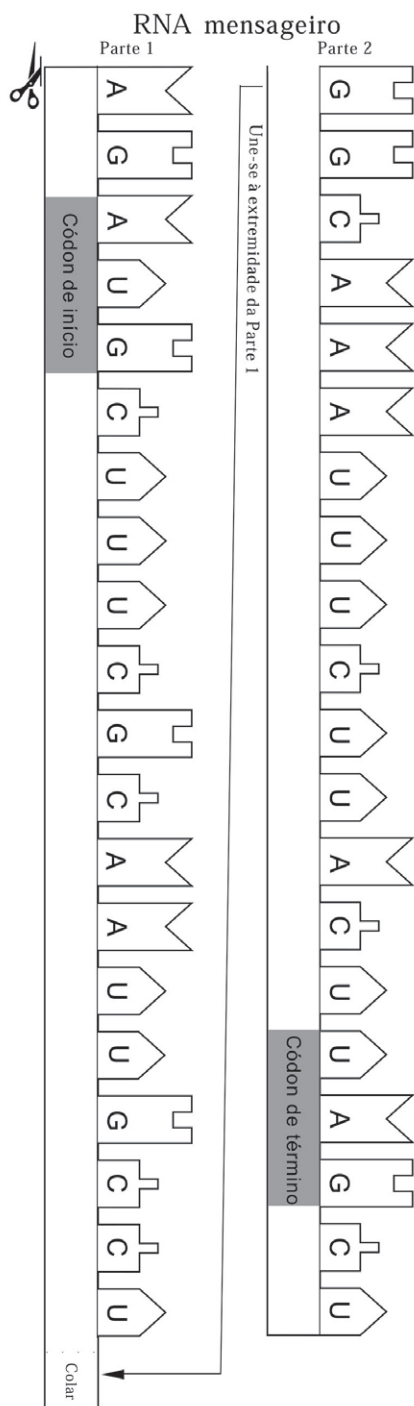 RNA mensageiro
Parte 1
A
G
A
U
G
C
U
U
U
C
G
C
A
A
U
U
G
C
C
U
Códon de início
Colar
Une-se à extremidade da Parte 1
Parte 2
G
G
C
A
A
A
U
U
U
C
U
U
A
C
U
U
A
G
C
U
Códon de término